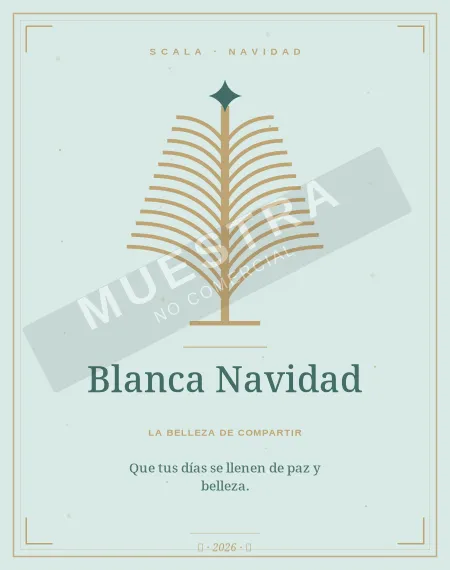 SCALA · NAVIDAD
MUESTRA
NO COMERCIAL
Blanca Navidad
LA BELLEZA DE COMPARTIR
Que tus días se llenen de paz y
belleza.
· 2026 ·